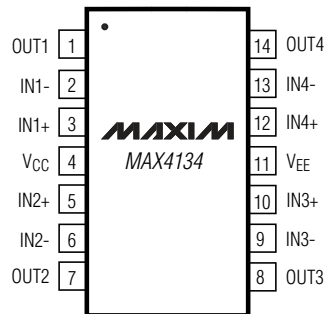 OUT1 1 14 OUT4
IN1- 2 13 IN4-
IN1+ 3 MAXIM 12 IN4+
VCC 4 MAX4134 11 VEE
IN2+ 5 10 IN3+
IN2- 6 9 IN3-
OUT2 7 8 OUT3